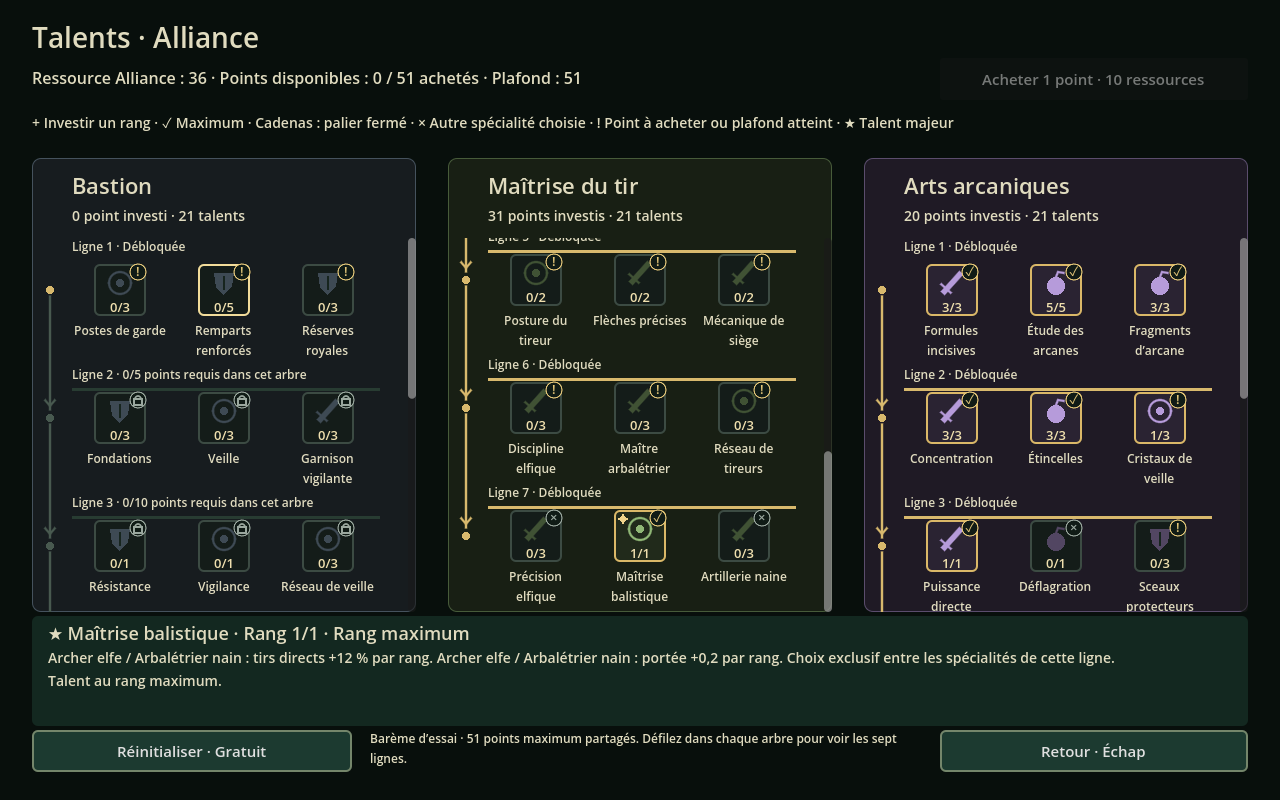 Talents · Alliance
Ressource Alliance : 36 · Points disponibles : 0 / 51 achetés · Plafond : 51
Acheter 1 point · 10 ressources
+ Investir un rang · ✓ Maximum · Cadenas : palier fermé · × Autre spécialité choisie · ! Point à acheter ou plafond atteint · ★ Talent majeur
Bastion
0 point investi · 21 talents
Ligne 1 · Débloquée
! ! !
0/3 0/5 0/3
Postes de garde Remparts renforcés Réserves royales
Ligne 2 · 0/5 points requis dans cet arbre
0/3 0/3 0/3
Fondations Veille Garnison vigilante
Ligne 3 · 0/10 points requis dans cet arbre
0/1 0/1 0/3
Résistance Vigilance Réseau de veille
Maîtrise du tir
31 points investis · 21 talents
Ligne 5 · Débloquée
! ! !
0/2 0/2 0/2
Posture du tireur Flèches précises Mécanique de siège
Ligne 6 · Débloquée
! ! !
0/3 0/3 0/3
Discipline elfique Maître arbalétrier Réseau de tireurs
Ligne 7 · Débloquée
× ✓ ×
0/3 1/1 0/3
Précision elfique Maîtrise balistique Artillerie naine
Arts arcaniques
20 points investis · 21 talents
Ligne 1 · Débloquée
✓ ✓ ✓
3/3 5/5 3/3
Formules incisives Étude des arcanes Fragments d’arcane
Ligne 2 · Débloquée
✓ ✓ !
3/3 3/3 1/3
Concentration Étincelles Cristaux de veille
Ligne 3 · Débloquée
✓ × !
1/1 0/1 0/3
Puissance directe Déflagration Sceaux protecteurs
★ Maîtrise balistique · Rang 1/1 · Rang maximum
Archer elfe / Arbalétrier nain : tirs directs +12 % par rang. Archer elfe / Arbalétrier nain : portée +0,2 par rang. Choix exclusif entre les spécialités de cette ligne.
Talent au rang maximum.
Réinitialiser · Gratuit
Barème d’essai · 51 points maximum partagés. Défilez dans chaque arbre pour voir les sept
lignes.
Retour · Échap